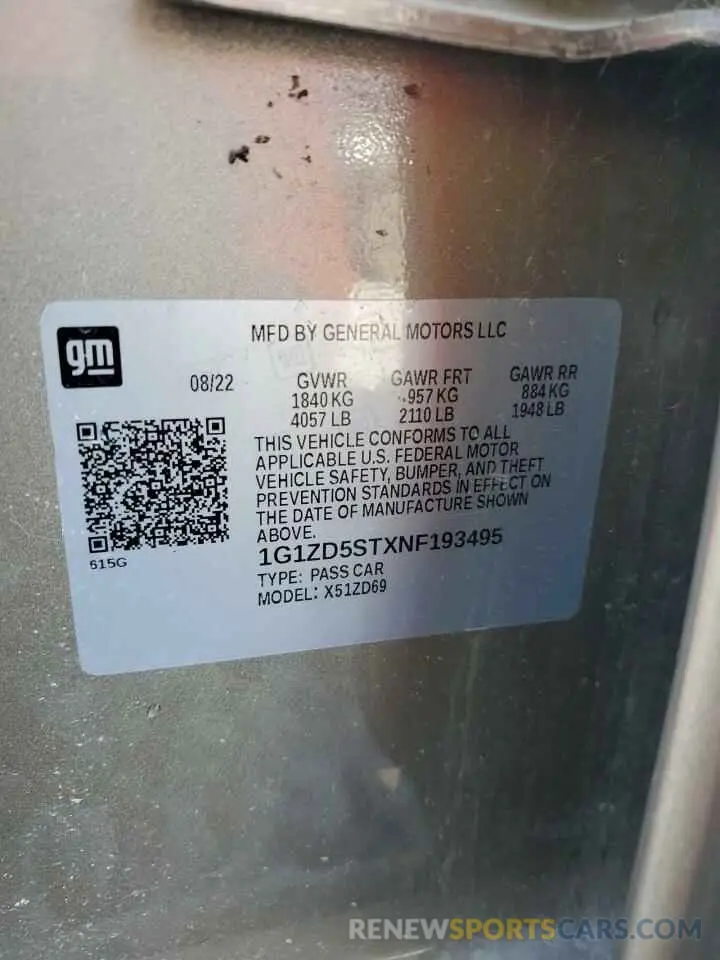 MFD BY GENERAL MOTORS LLC
gm
08/22 GVWR GAWR FRT GAWR RR
1840 KG 957 KG 884 KG
4057 LB 2110 LB 1948 LB
THIS VEHICLE CONFORMS TO ALL
APPLICABLE U.S. FEDERAL MOTOR
VEHICLE SAFETY, BUMPER, AND THEFT
PREVENTION STANDARDS IN EFFECT ON
THE DATE OF MANUFACTURE SHOWN
ABOVE.
615G
1G1ZD5STXNF193495
TYPE: PASS CAR
MODEL: X51ZD69
RENEWSPORTSCARS.COM